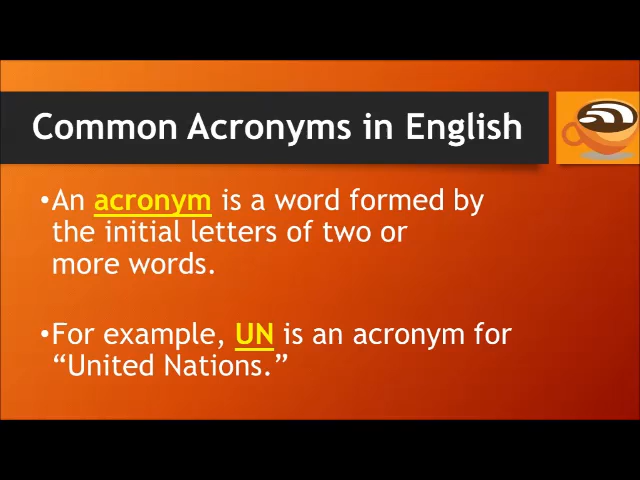 Common Acronyms in English
•An acronym is a word formed by
the initial letters of two or
more words.
•For example, UN is an acronym for
“United Nations.”